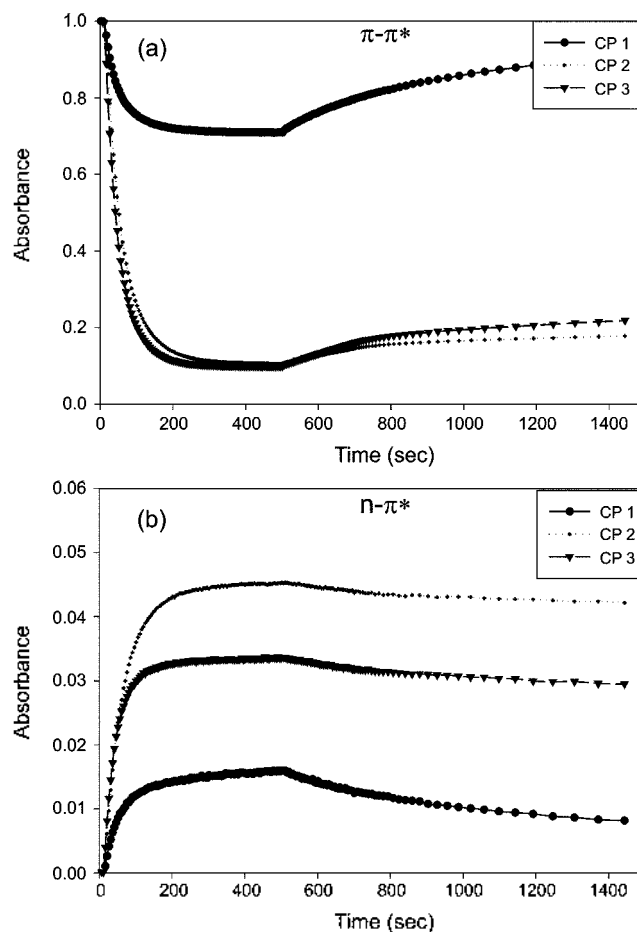 (a)
π-π*
CP 1
CP 2
CP 3
Absorbance
1.0
0.8
0.6
0.4
0.2
0.0
0 200 400 600 800 1000 1200 1400
Time (sec)
(b)
n-π*
CP 1
CP 2
CP 3
Absorbance
0.06
0.05
0.04
0.03
0.02
0.01
0.00
0 200 400 600 800 1000 1200 1400
Time (sec)